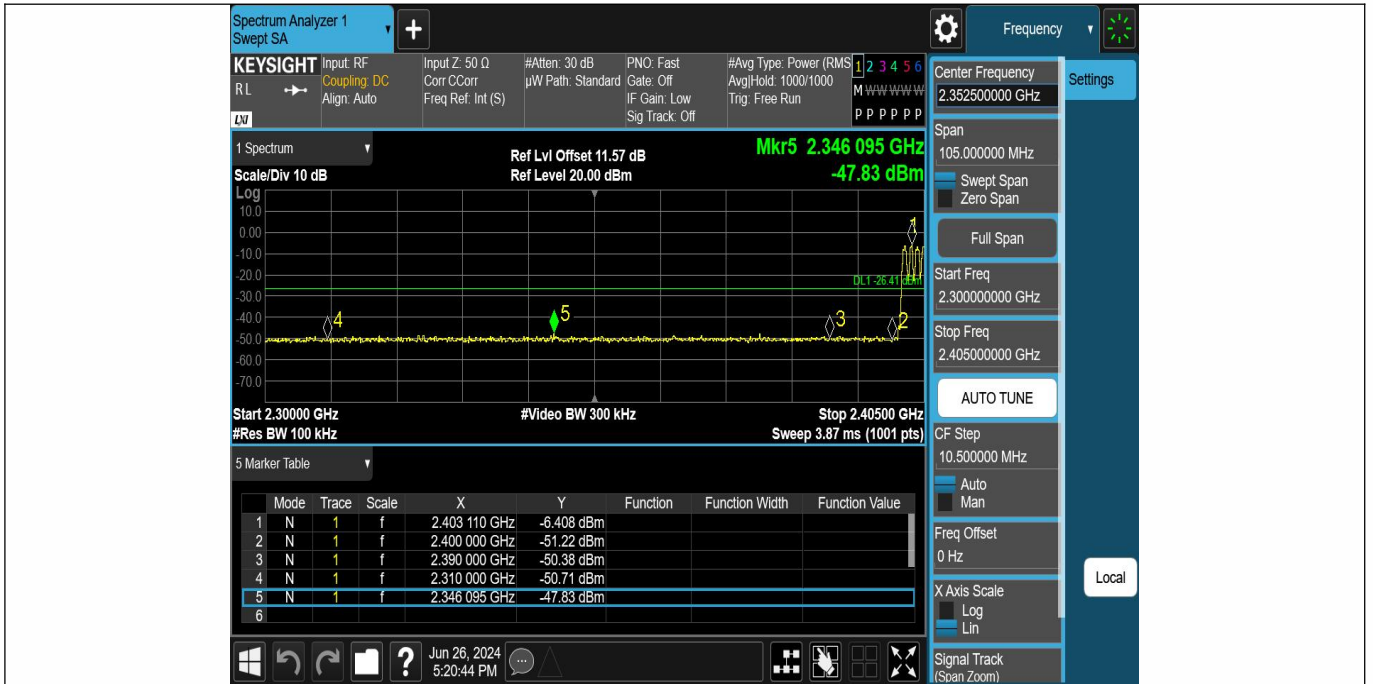 Spectrum Analyzer 1
Swept SA
+
Frequency
KEYSIGHT
RL
LXI
Input: RF
Coupling: DC
Align: Auto
Input Z: 50 Ω
Corr CCorr
Freq Ref: Int (S)
#Atten: 30 dB
µW Path: Standard
PNO: Fast
Gate: Off
IF Gain: Low
Sig Track: Off
#Avg Type: Power (RMS
Avg|Hold: 1000/1000
Trig: Free Run
1 2 3 4 5 6
M W W W W W
P P P P P P
Center Frequency
2.352500000 GHz
Settings
Span
105.000000 MHz
Swept Span
Zero Span
Full Span
Start Freq
2.300000000 GHz
Stop Freq
2.405000000 GHz
AUTO TUNE
CF Step
10.500000 MHz
Auto
Man
Freq Offset
0 Hz
X Axis Scale
Log
Lin
Signal Track
(Span Zoom)
Local
1 Spectrum
Scale/Div 10 dB
Ref Lvl Offset 11.57 dB
Ref Level 20.00 dBm
Mkr5 2.346 095 GHz
-47.83 dBm
Log
10.0
0.00
-10.0
-20.0
-30.0
-40.0
-50.0
-60.0
-70.0
1
DL1 -26.41 dBm
4
5
3
2
Start 2.30000 GHz
#Video BW 300 kHz
Stop 2.40500 GHz
#Res BW 100 kHz
Sweep 3.87 ms (1001 pts)
5 Marker Table
Mode Trace Scale X Y Function Function Width Function Value
1 N 1 f 2.403 110 GHz -6.408 dBm
2 N 1 f 2.400 000 GHz -51.22 dBm
3 N 1 f 2.390 000 GHz -50.38 dBm
4 N 1 f 2.310 000 GHz -50.71 dBm
5 N 1 f 2.346 095 GHz -47.83 dBm
6
?
Jun 26, 2024
5:20:44 PM